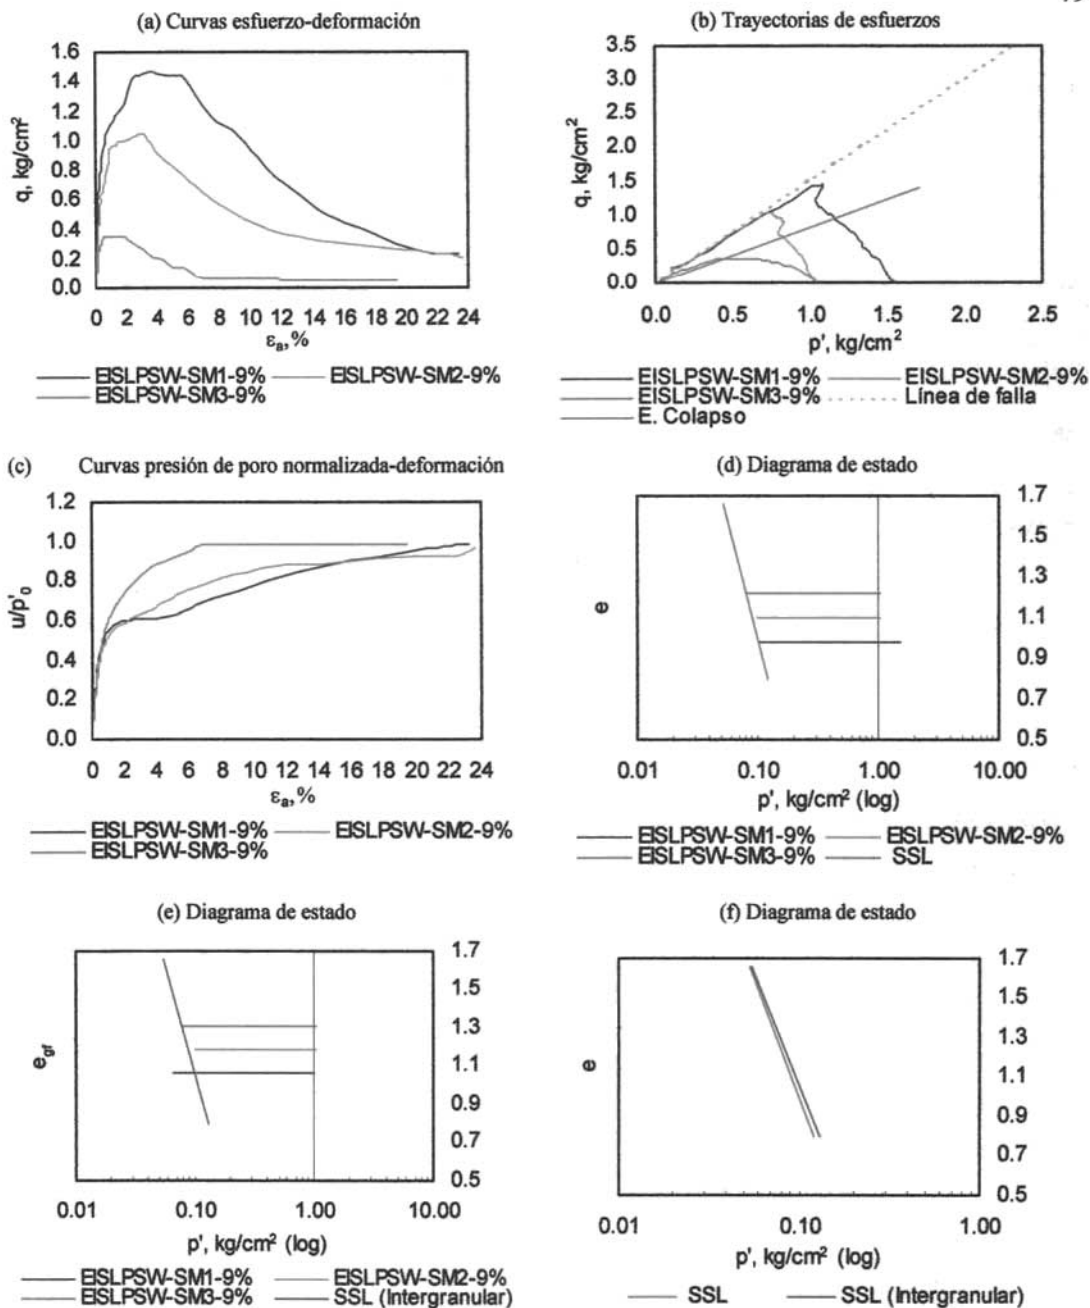 (a) Curvas esfuerzo-deformación
1.6
1.4
1.2
1.0
0.8
0.6
0.4
0.2
0.0
q, kg/cm²
0 2 4 6 8 10 12 14 16 18 20 22 24
εa,%
EISLPSW-SM1-9% EISLPSW-SM2-9%
EISLPSW-SM3-9%
(b) Trayectorias de esfuerzos
3.5
3.0
2.5
2.0
1.5
1.0
0.5
0.0
q, kg/cm²
0.0 0.5 1.0 1.5 2.0 2.5
p', kg/cm²
EISLPSW-SM1-9% EISLPSW-SM2-9%
EISLPSW-SM3-9% Línea de falla
E. Colapso
(c) Curvas presión de poro normalizada-deformación
1.2
1.0
0.8
0.6
0.4
0.2
0.0
u/p'0
0 2 4 6 8 10 12 14 16 18 20 22 24
εa,%
EISLPSW-SM1-9% EISLPSW-SM2-9%
EISLPSW-SM3-9%
(d) Diagrama de estado
1.7
1.5
1.3
1.1
0.9
0.7
0.5
e
0.01 0.10 1.00 10.00
p', kg/cm² (log)
EISLPSW-SM1-9% EISLPSW-SM2-9%
EISLPSW-SM3-9% SSL
(e) Diagrama de estado
1.7
1.5
1.3
1.1
0.9
0.7
0.5
egf
0.01 0.10 1.00 10.00
p', kg/cm² (log)
EISLPSW-SM1-9% EISLPSW-SM2-9%
EISLPSW-SM3-9% SSL (Intergranular)
(f) Diagrama de estado
1.7
1.5
1.3
1.1
0.9
0.7
0.5
e
0.01 0.10 1.00
p', kg/cm² (log)
SSL SSL (Intergranular)